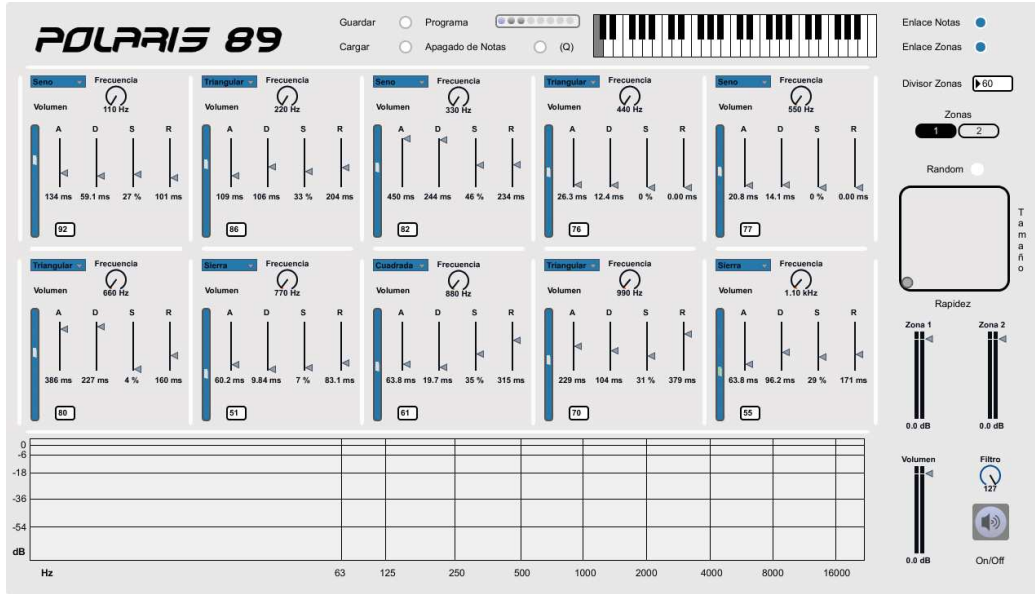 POLARIS 89
Guardar
Programa
Cargar
Apagado de Notas
(Q)
Enlace Notas
Enlace Zonas
Divisor Zonas
60
Zonas
1 2
Random
Tamaño
Rapidez
Seno Frecuencia
Volumen 110 Hz
A D S R
134 ms 59.1 ms 27 % 101 ms
92
Triangular Frecuencia
Volumen 220 Hz
A D S R
109 ms 106 ms 33 % 204 ms
86
Seno Frecuencia
Volumen 330 Hz
A D S R
450 ms 244 ms 46 % 234 ms
82
Triangular Frecuencia
Volumen 440 Hz
A D S R
26.3 ms 12.4 ms 0 % 0.00 ms
76
Seno Frecuencia
Volumen 550 Hz
A D S R
20.8 ms 14.1 ms 0 % 0.00 ms
77
Triangular Frecuencia
Volumen 660 Hz
A D S R
386 ms 227 ms 4 % 160 ms
80
Sierra Frecuencia
Volumen 770 Hz
A D S R
60.2 ms 9.84 ms 7 % 83.1 ms
51
Cuadrada Frecuencia
Volumen 880 Hz
A D S R
63.8 ms 19.7 ms 35 % 315 ms
61
Triangular Frecuencia
Volumen 990 Hz
A D S R
229 ms 104 ms 31 % 379 ms
70
Sierra Frecuencia
Volumen 1.10 kHz
A D S R
63.8 ms 96.2 ms 29 % 171 ms
55
Zona 1 Zona 2
0.0 dB 0.0 dB
Volumen Filtro
127
0.0 dB On/Off
0
-6
-18
-36
-54
dB
Hz 63 125 250 500 1000 2000 4000 8000 16000